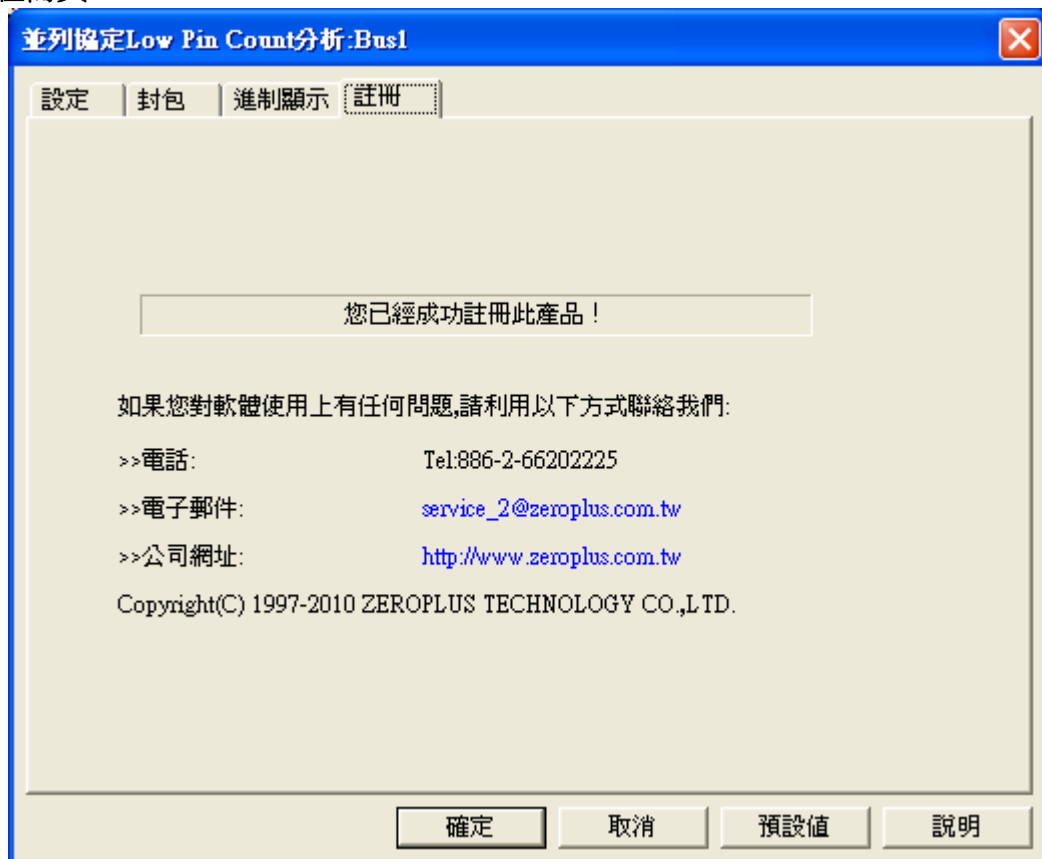 並列協定Low Pin Count分析:Bus1
設定 封包 進制顯示 註冊
您已經成功註冊此產品！
如果您對軟體使用上有任何問題,請利用以下方式聯絡我們:
>>電話: Tel:886-2-66202225
>>電子郵件: service_2@zeroplus.com.tw
>>公司網址: http://www.zeroplus.com.tw
Copyright(C) 1997-2010 ZEROPLUS TECHNOLOGY CO.,LTD.
確定 取消 預設值 說明